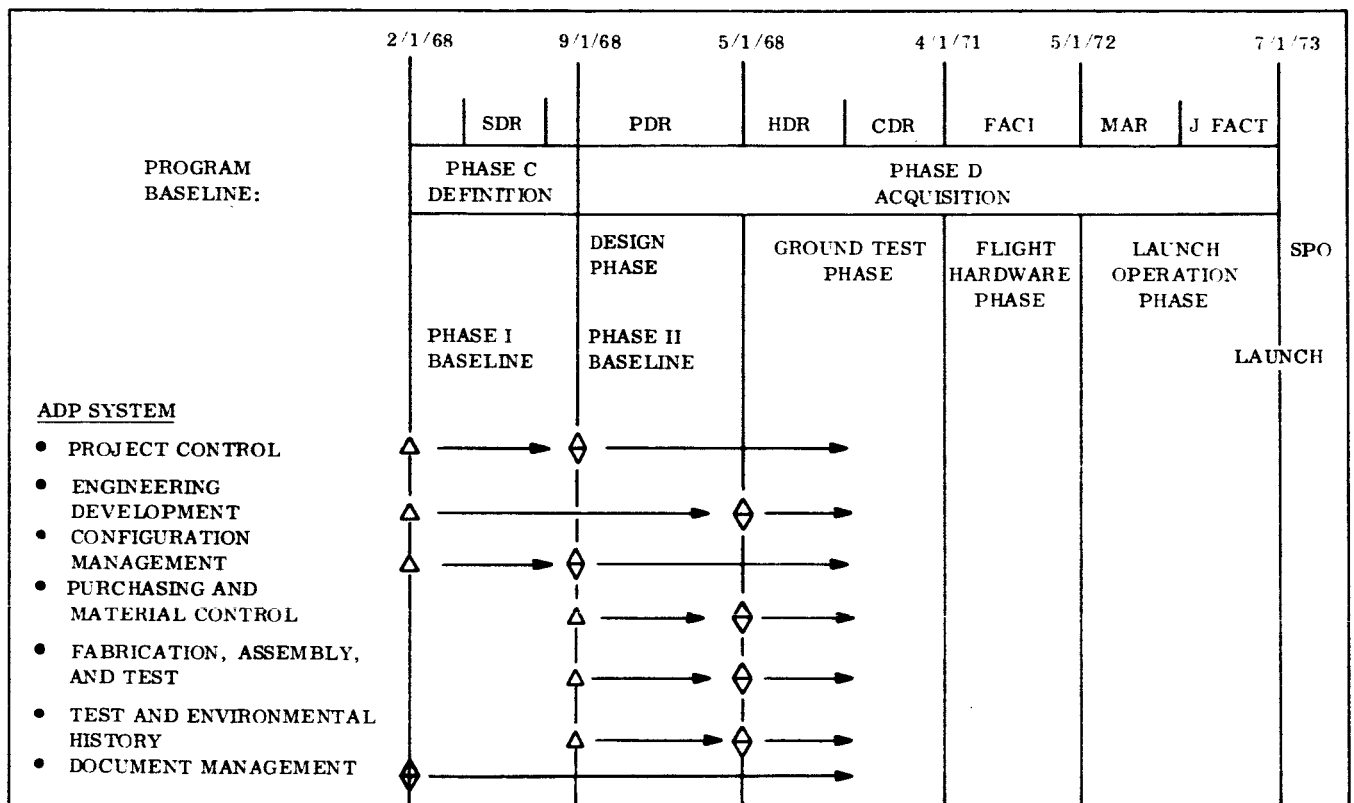 2/1/68 9/1/68 5/1/68 4/1/71 5/1/72 7/1/73
SDR PDR HDR CDR FACI MAR J FACT
PROGRAM
BASELINE:
PHASE C
DEFINITION
PHASE D
ACQUISITION
DESIGN
PHASE
GROUND TEST
PHASE
FLIGHT
HARDWARE
PHASE
LAUNCH
OPERATION
PHASE
SPO
PHASE I
BASELINE
PHASE II
BASELINE
LAUNCH
ADP SYSTEM
• PROJECT CONTROL
• ENGINEERING
DEVELOPMENT
• CONFIGURATION
MANAGEMENT
• PURCHASING AND
MATERIAL CONTROL
• FABRICATION, ASSEMBLY,
AND TEST
• TEST AND ENVIRONMENTAL
HISTORY
• DOCUMENT MANAGEMENT